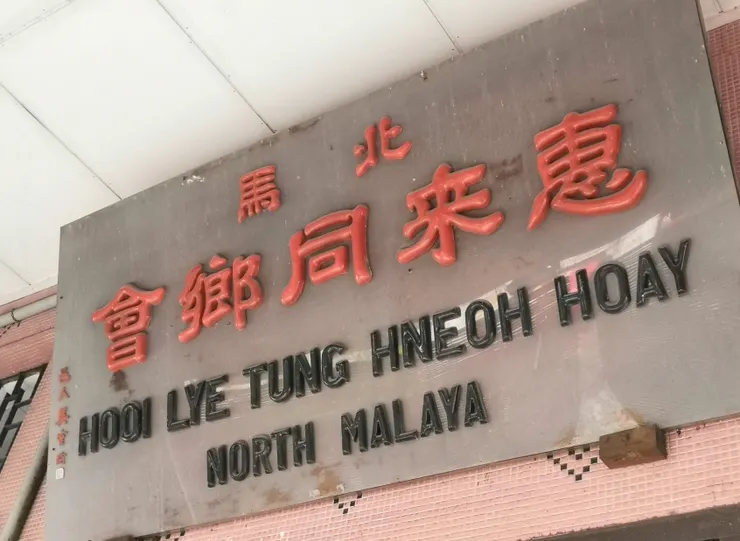 北馬
惠來同鄉會
HOOI LYE TUNG HNEOH HOAY
NORTH MALAYA